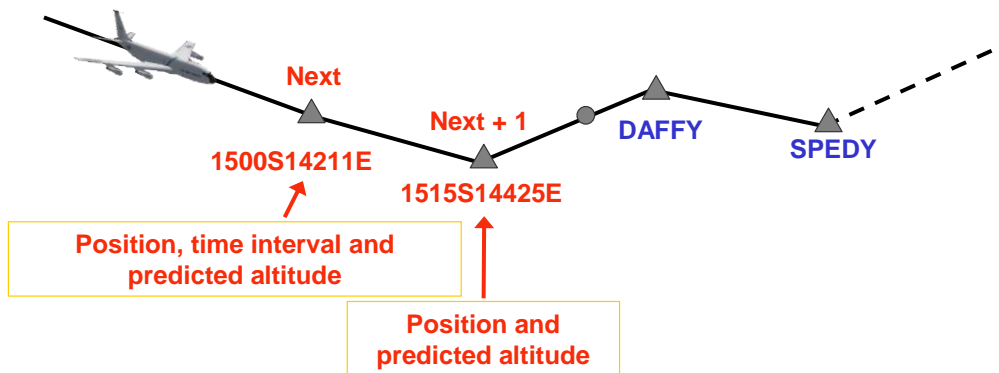 Next
Next + 1
DAFFY
SPEDY
1500S14211E
1515S14425E
Position, time interval and
predicted altitude
Position and
predicted altitude